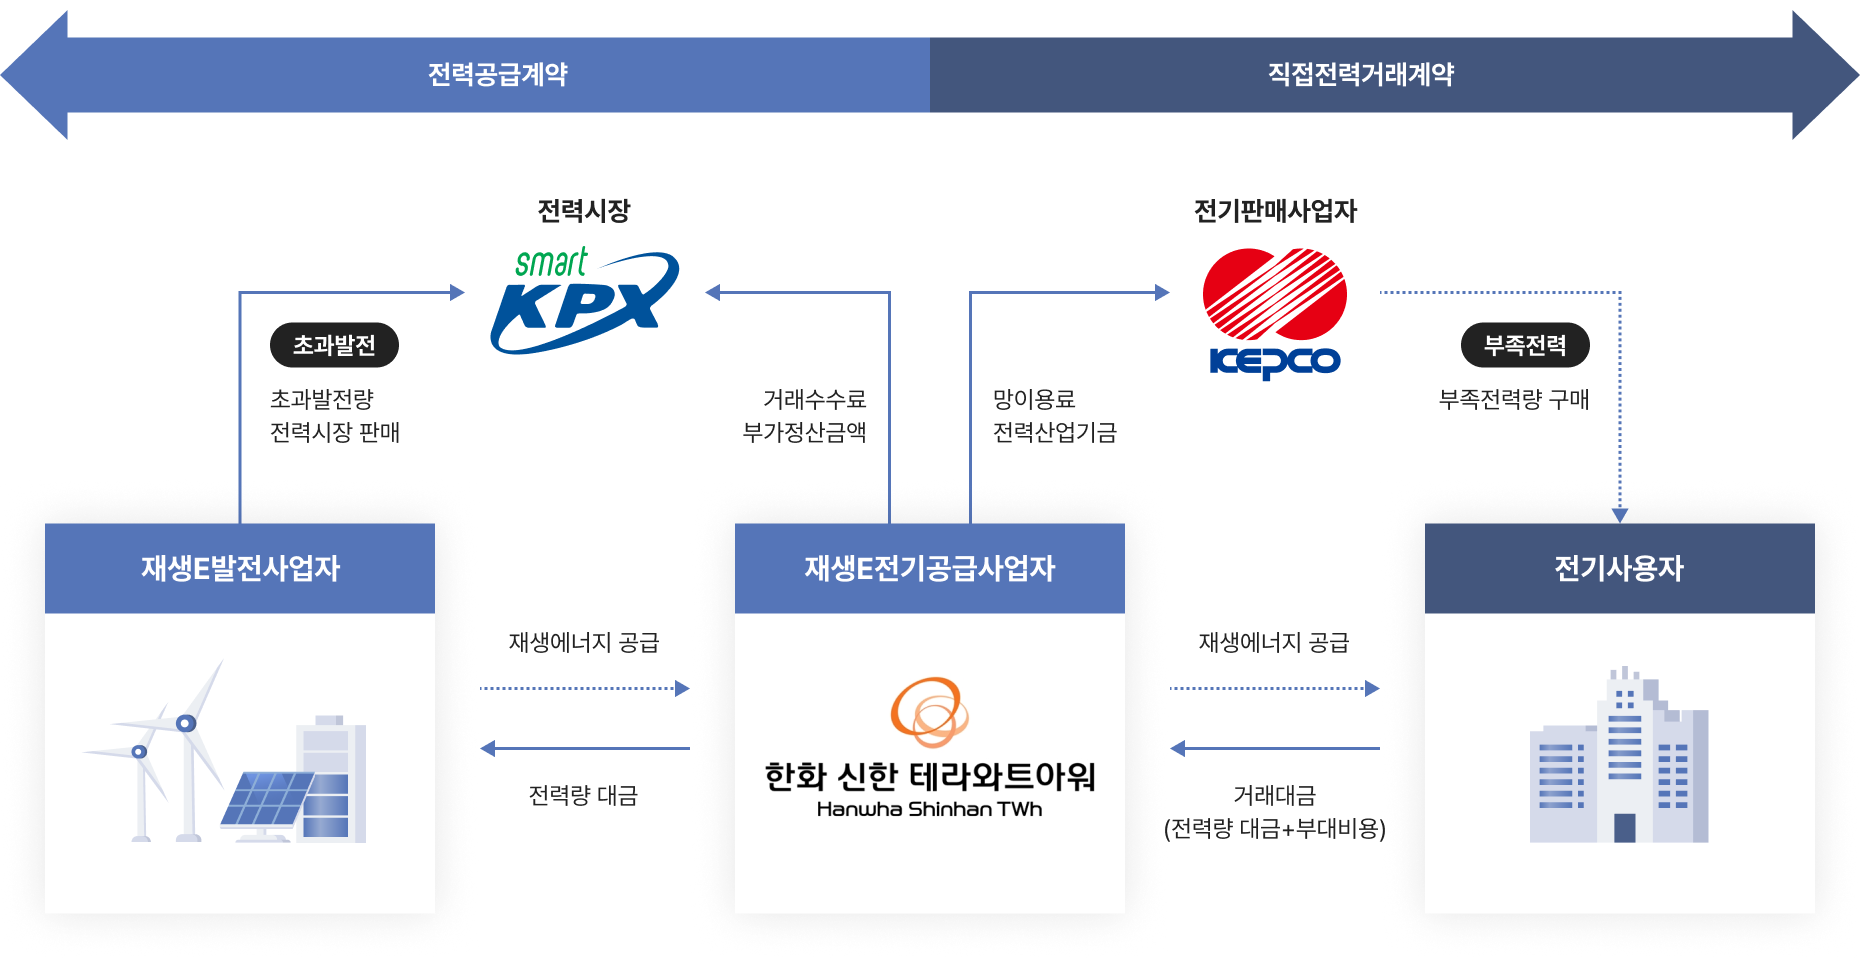 전력공급계약
직접전력거래계약
전력시장
smart
KPX
전기판매사업자
KEPCO
초과발전
초과발전량
전력시장 판매
거래수수료
부가정산금액
망이용료
전력산업기금
부족전력
부족전력량 구매
재생E발전사업자
재생E전기공급사업자
전기사용자
재생에너지 공급
전력량 대금
한화 신한 테라와트아워
Hanwha Shinhan TWh
재생에너지 공급
거래대금
(전력량 대금+부대비용)